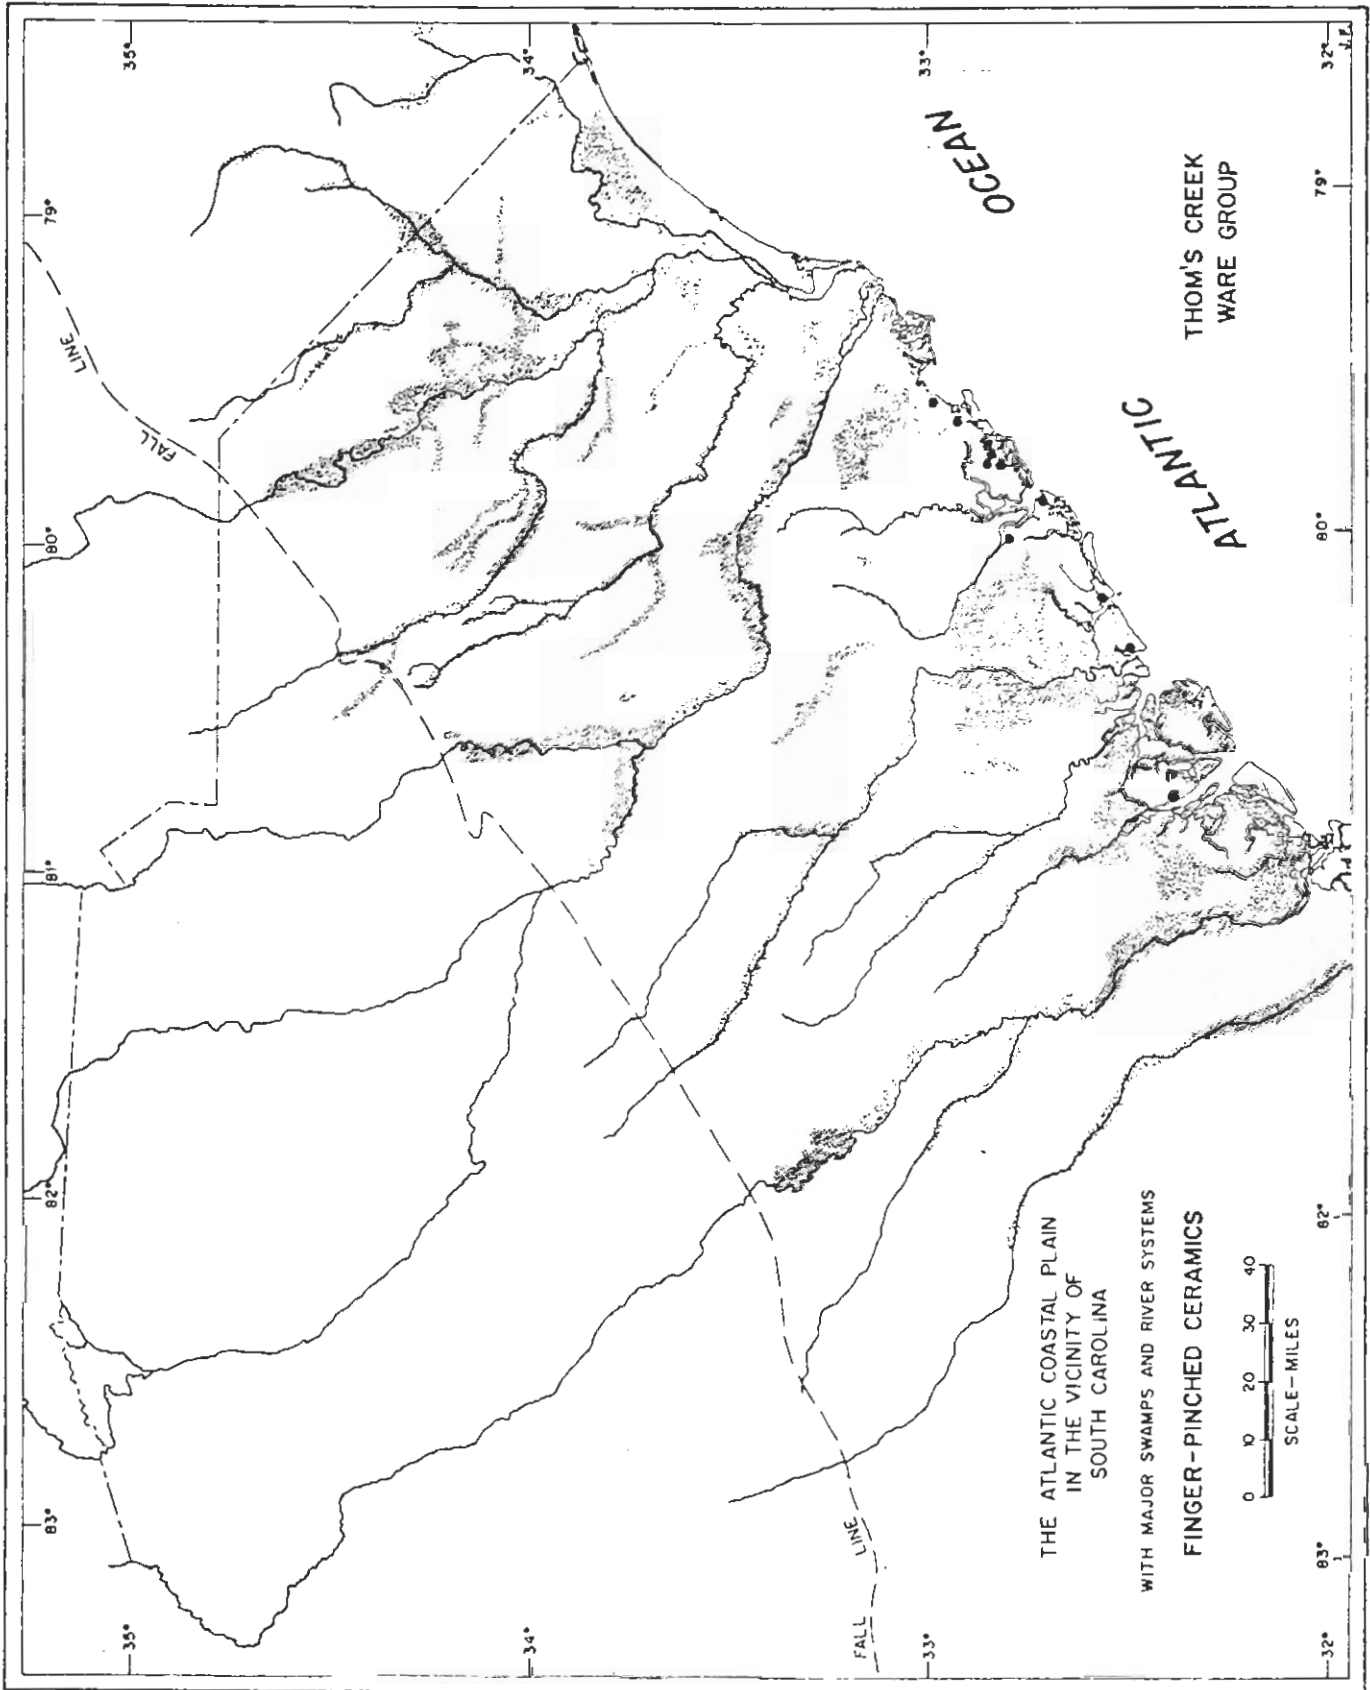 THE ATLANTIC COASTAL PLAIN
IN THE VICINITY OF
SOUTH CAROLINA
WITH MAJOR SWAMPS AND RIVER SYSTEMS
FINGER-PINCHED CERAMICS
0 10 20 30 40
SCALE-MILES
THOM'S CREEK
WARE GROUP
ATLANTIC
OCEAN
FALL LINE
FALL LINE
83°
82°
81°
80°
79°
83°
82°
80°
79°
35°
34°
33°
32°
35°
34°
33°
32°